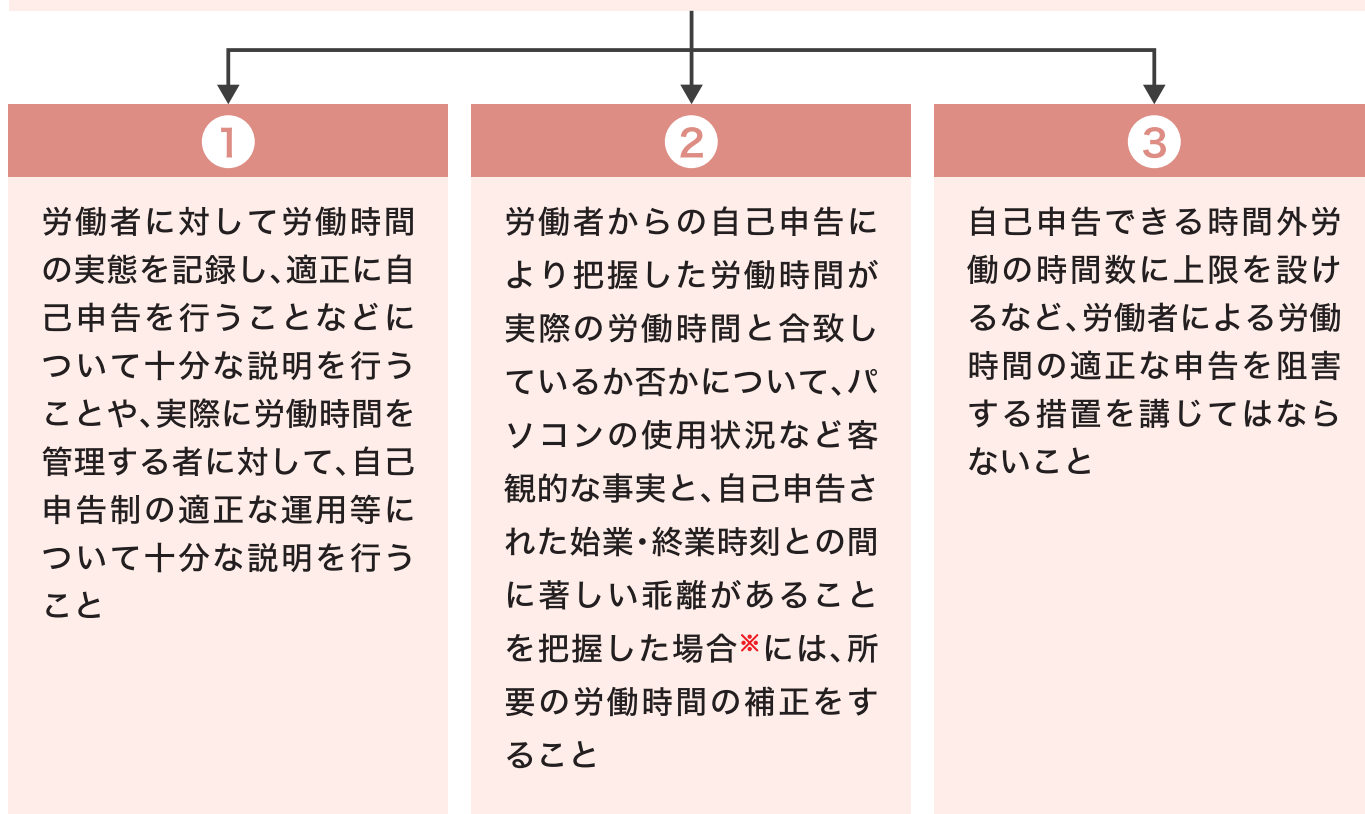 1
労働者に対して労働時間
の実態を記録し、適正に自
己申告を行うことなどに
ついて十分な説明を行う
ことや、実際に労働時間を
管理する者に対して、自己
申告制の適正な運用等に
ついて十分な説明を行う
こと
2
労働者からの自己申告に
より把握した労働時間が
実際の労働時間と合致し
ているか否かについて、パ
ソコンの使用状況など客
観的な事実と、自己申告さ
れた始業・終業時刻との間
に著しい乖離があること
を把握した場合※には、所
要の労働時間の補正をす
ること
3
自己申告できる時間外労
働の時間数に上限を設け
るなど、労働者による労働
時間の適正な申告を阻害
する措置を講じてはなら
ないこと